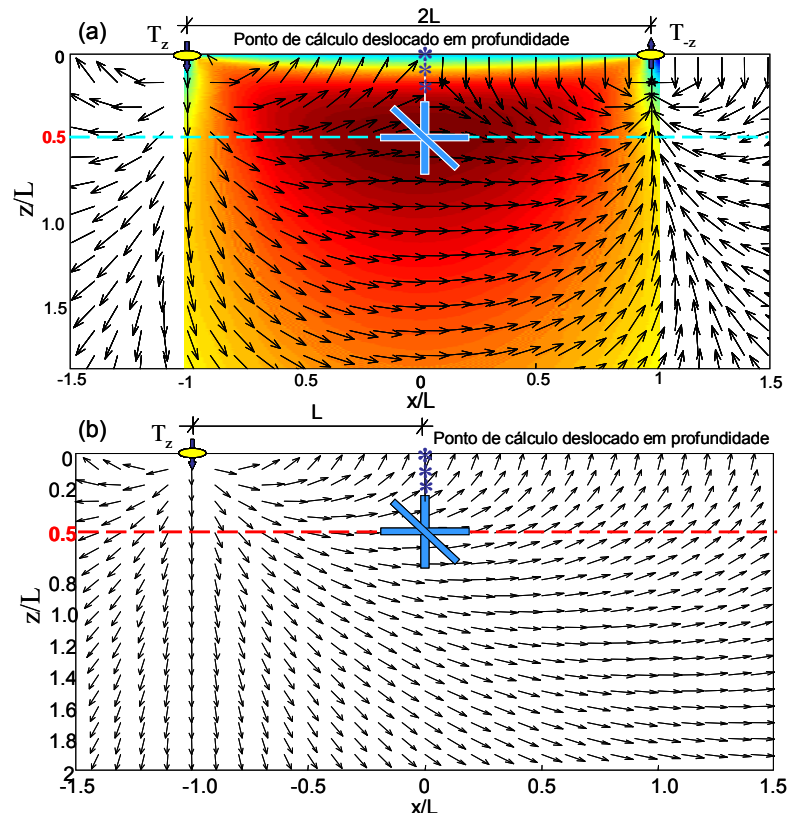 (a)
2L
T_z
Ponto de cálculo deslocado em profundidade
T_-z
0
0.5
1.0
1.5
z/L
-1.5 -1 0.5 0 0.5 1.0 1.5
x/L
(b)
L
T_z
Ponto de cálculo deslocado em profundidade
0
0.2
0.5
0.8
1.0
1.2
1.4
1.6
1.8
2
z/L
-1.5 -1.0 -0.5 0 0.5 1.0 1.5
x/L